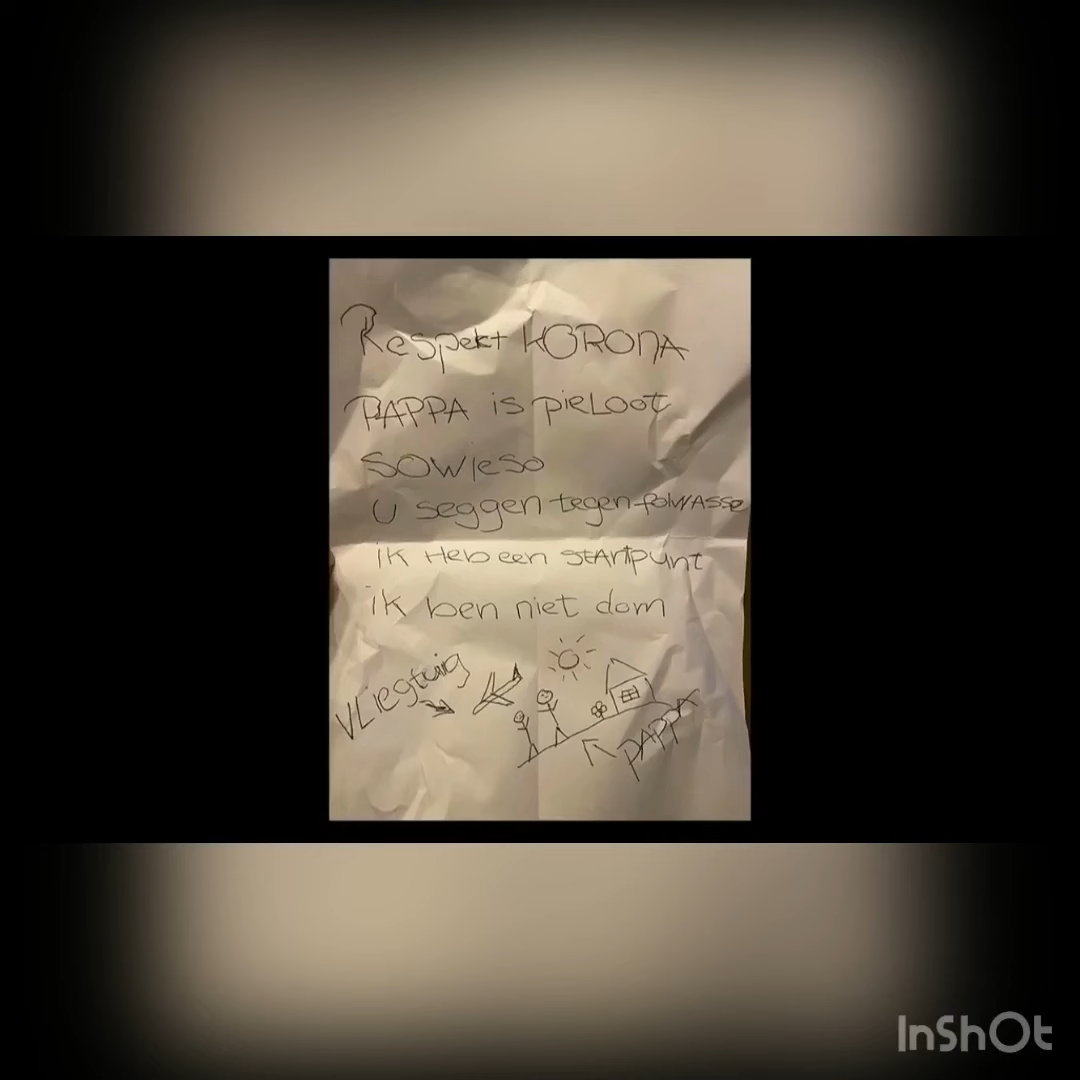 Respekt KORONA
PAPPA is pieLoot
SOWIESO
U seggen tegen folwASSe
ik Heb een STARTpunt
ik ben niet dom
VLiegtuig
PAPPA
InShOt